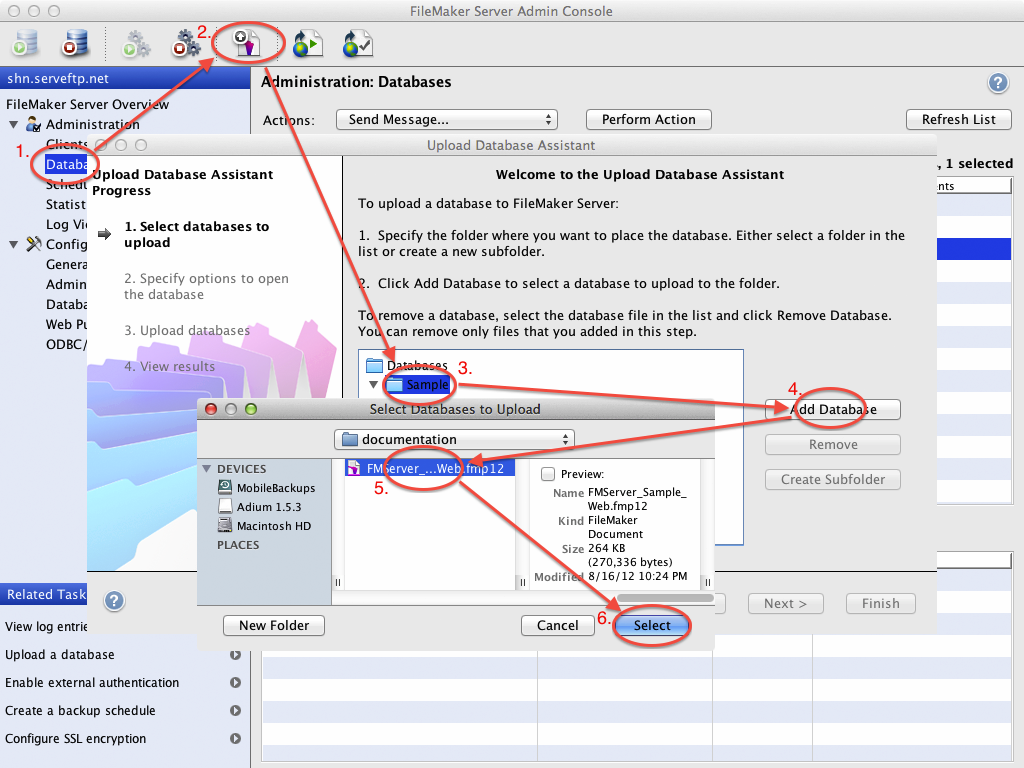 FileMaker Server Admin Console
2.
shn.serveftp.net
FileMaker Server Overview
Administration
1.
Clients
Databa
Sched
Statist
Log Vi
Config
Genera
Admin
Databa
Web Pu
ODBC/
Administration: Databases
Actions:
Send Message...
Perform Action
Refresh List
, 1 selected
nts
Upload Database Assistant
Upload Database Assistant
Progress
1. Select databases to
upload
2. Specify options to open
the database
3. Upload databases
4. View results
Welcome to the Upload Database Assistant
To upload a database to FileMaker Server:
1. Specify the folder where you want to place the database. Either select a folder in the
list or create a new subfolder.
2. Click Add Database to select a database to upload to the folder.
To remove a database, select the database file in the list and click Remove Database.
You can remove only files that you added in this step.
Databases
Sample
3.
4.
Add Database
Remove
Create Subfolder
Select Databases to Upload
documentation
DEVICES
MobileBackups
Adium 1.5.3
Macintosh HD
PLACES
FMServer_...Web.fmp12
5.
Preview:
Name FMServer_Sample_
Web.fmp12
Kind FileMaker
Document
Size 264 KB
(270,336 bytes)
Modified 8/16/12 10:24 PM
New Folder
Cancel
6.
Select
Next >
Finish
Related Task
View log entrie
Upload a database
Enable external authentication
Create a backup schedule
Configure SSL encryption